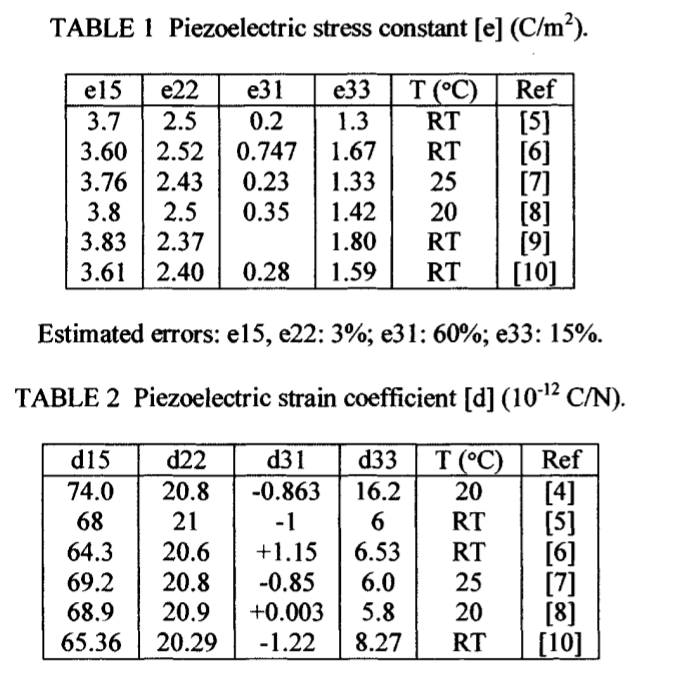 TABLE 1 Piezoelectric stress constant [e] (C/m²).
e15 e22 e31 e33 T (°C) Ref
3.7 2.5 0.2 1.3 RT [5]
3.60 2.52 0.747 1.67 RT [6]
3.76 2.43 0.23 1.33 25 [7]
3.8 2.5 0.35 1.42 20 [8]
3.83 2.37 1.80 RT [9]
3.61 2.40 0.28 1.59 RT [10]
Estimated errors: e15, e22: 3%; e31: 60%; e33: 15%.
TABLE 2 Piezoelectric strain coefficient [d] (10⁻¹² C/N).
d15 d22 d31 d33 T (°C) Ref
74.0 20.8 -0.863 16.2 20 [4]
68 21 -1 6 RT [5]
64.3 20.6 +1.15 6.53 RT [6]
69.2 20.8 -0.85 6.0 25 [7]
68.9 20.9 +0.003 5.8 20 [8]
65.36 20.29 -1.22 8.27 RT [10]